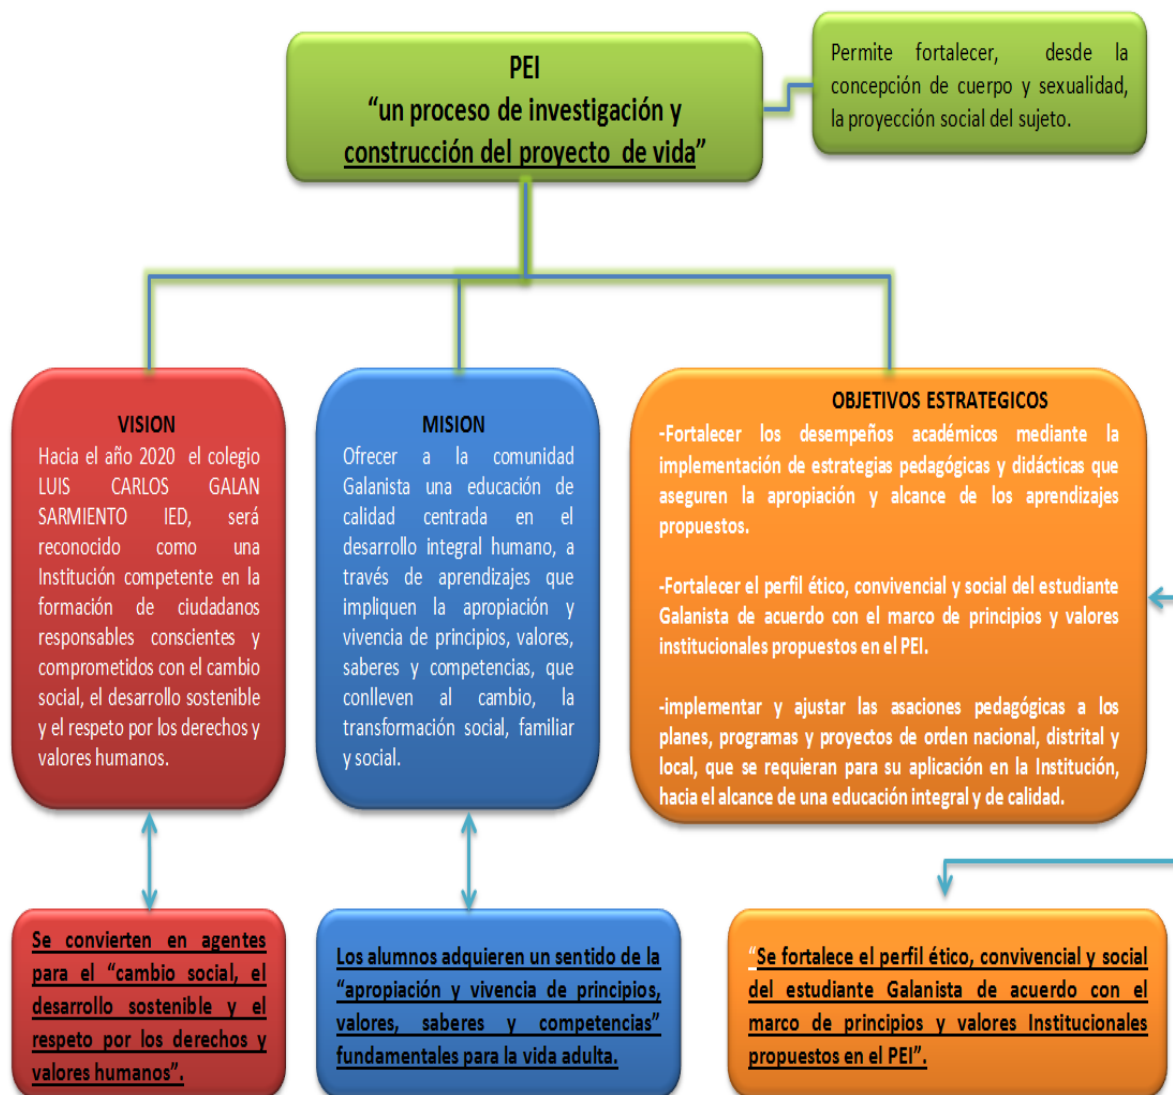 PEI
“un proceso de investigación y
construcción del proyecto de vida”
Permite fortalecer, desde la
concepción de cuerpo y sexualidad,
la proyección social del sujeto.
VISION
Hacia el año 2020 el colegio
LUIS CARLOS GALAN
SARMIENTO IED, será
reconocido como una
Institución competente en la
formación de ciudadanos
responsables conscientes y
comprometidos con el cambio
social, el desarrollo sostenible
y el respeto por los derechos y
valores humanos.
MISION
Ofrecer a la comunidad
Galanista una educación de
calidad centrada en el
desarrollo integral humano, a
través de aprendizajes que
impliquen la apropiación y
vivencia de principios, valores,
saberes y competencias, que
conlleven al cambio, la
transformación social, familiar
y social.
OBJETIVOS ESTRATEGICOS
-Fortalecer los desempeños académicos mediante la
implementación de estrategias pedagógicas y didácticas que
aseguren la apropiación y alcance de los aprendizajes
propuestos.
-Fortalecer el perfil ético, convivencial y social del estudiante
Galanista de acuerdo con el marco de principios y valores
institucionales propuestos en el PEI.
-implementar y ajustar las asaciones pedagógicas a los
planes, programas y proyectos de orden nacional, distrital y
local, que se requieran para su aplicación en la Institución,
hacia el alcance de una educación integral y de calidad.
Se convierten en agentes
para el “cambio social, el
desarrollo sostenible y el
respeto por los derechos y
valores humanos”.
Los alumnos adquieren un sentido de la
“apropiación y vivencia de principios,
valores, saberes y competencias”
fundamentales para la vida adulta.
“Se fortalece el perfil ético, convivencial y social
del estudiante Galanista de acuerdo con el
marco de principios y valores Institucionales
propuestos en el PEI”.